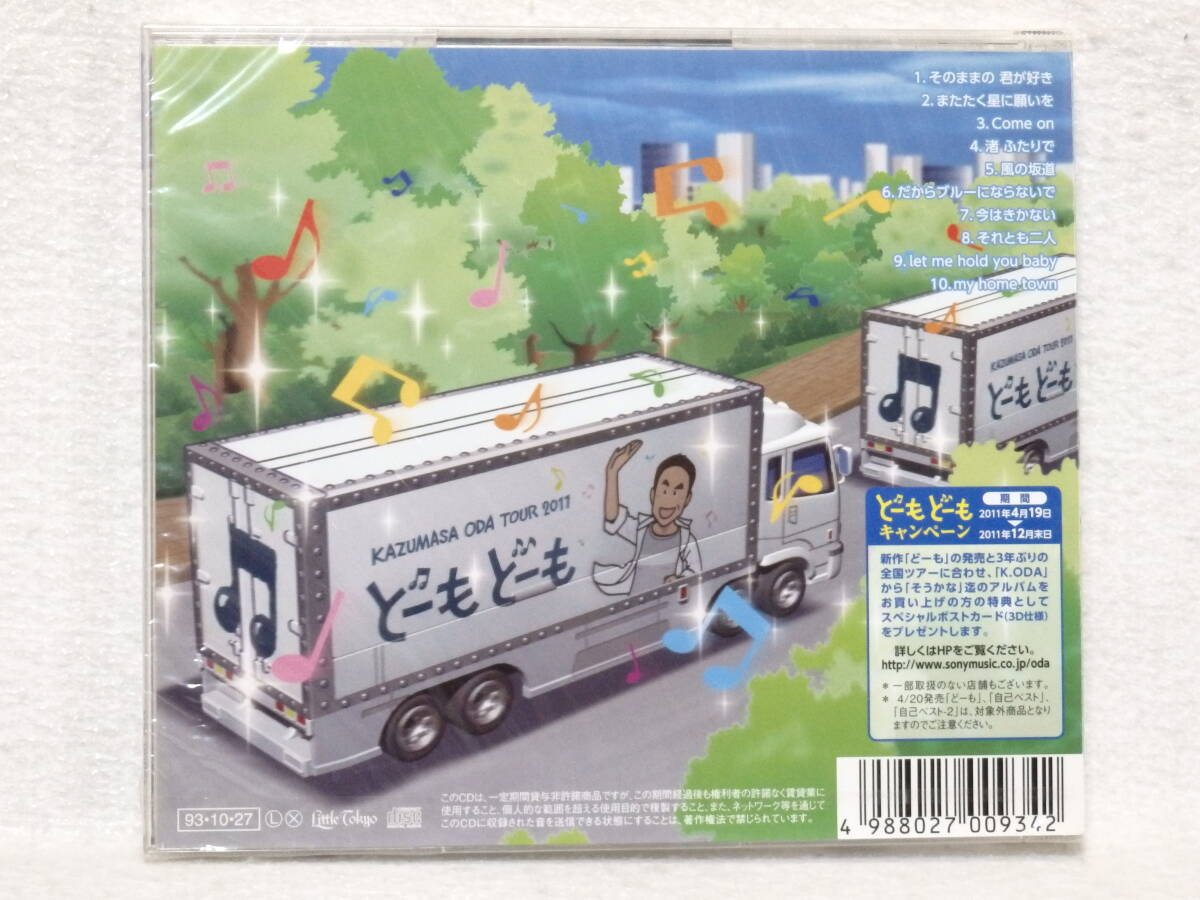 1.そのままの 君が好き
2.またたく星に願いを
3.Come on
4.渚 ふたりで
5.風の坂道
6.だからブルーにならないで
7.今はきかない
8.それとも二人
9.let me hold you baby
10.my home town
KAZUMASA ODA TOUR 2011
どーもどーも
KAZUMASA ODA TOUR 2011
どーもどーも
どーもどーも
キャンペーン
期間
2011年4月19日
2011年12月末日
新作「どーも」の発売と3年ぶりの
全国ツアーに合わせ、「K.ODA」
から「そうかな」迄のアルバムを
お買い上げの方の特典として
スペシャルポストカード(3D仕様)
をプレゼントします。
詳しくはHPをご覧ください。
http://www.sonymusic.co.jp/oda
＊ 一部取扱のない店舗もございます。
＊ 4/20発売「どーも」、「自己ベスト」、
「自己ベスト-2」は、対象外商品となり
ますのでご注意ください。
93・10・27
L X
Little Tokyo
disc
このCDは、一定期間貸与非許諾商品ですが、この期間経過後も権利者の許諾なく賃貸業に
使用すること、個人的な範囲を超える使用目的で複製すること、また、ネットワーク等を通じて
このCDに収録された音を送信できる状態にすることは、著作権法で禁じられています。
4 988027 009342